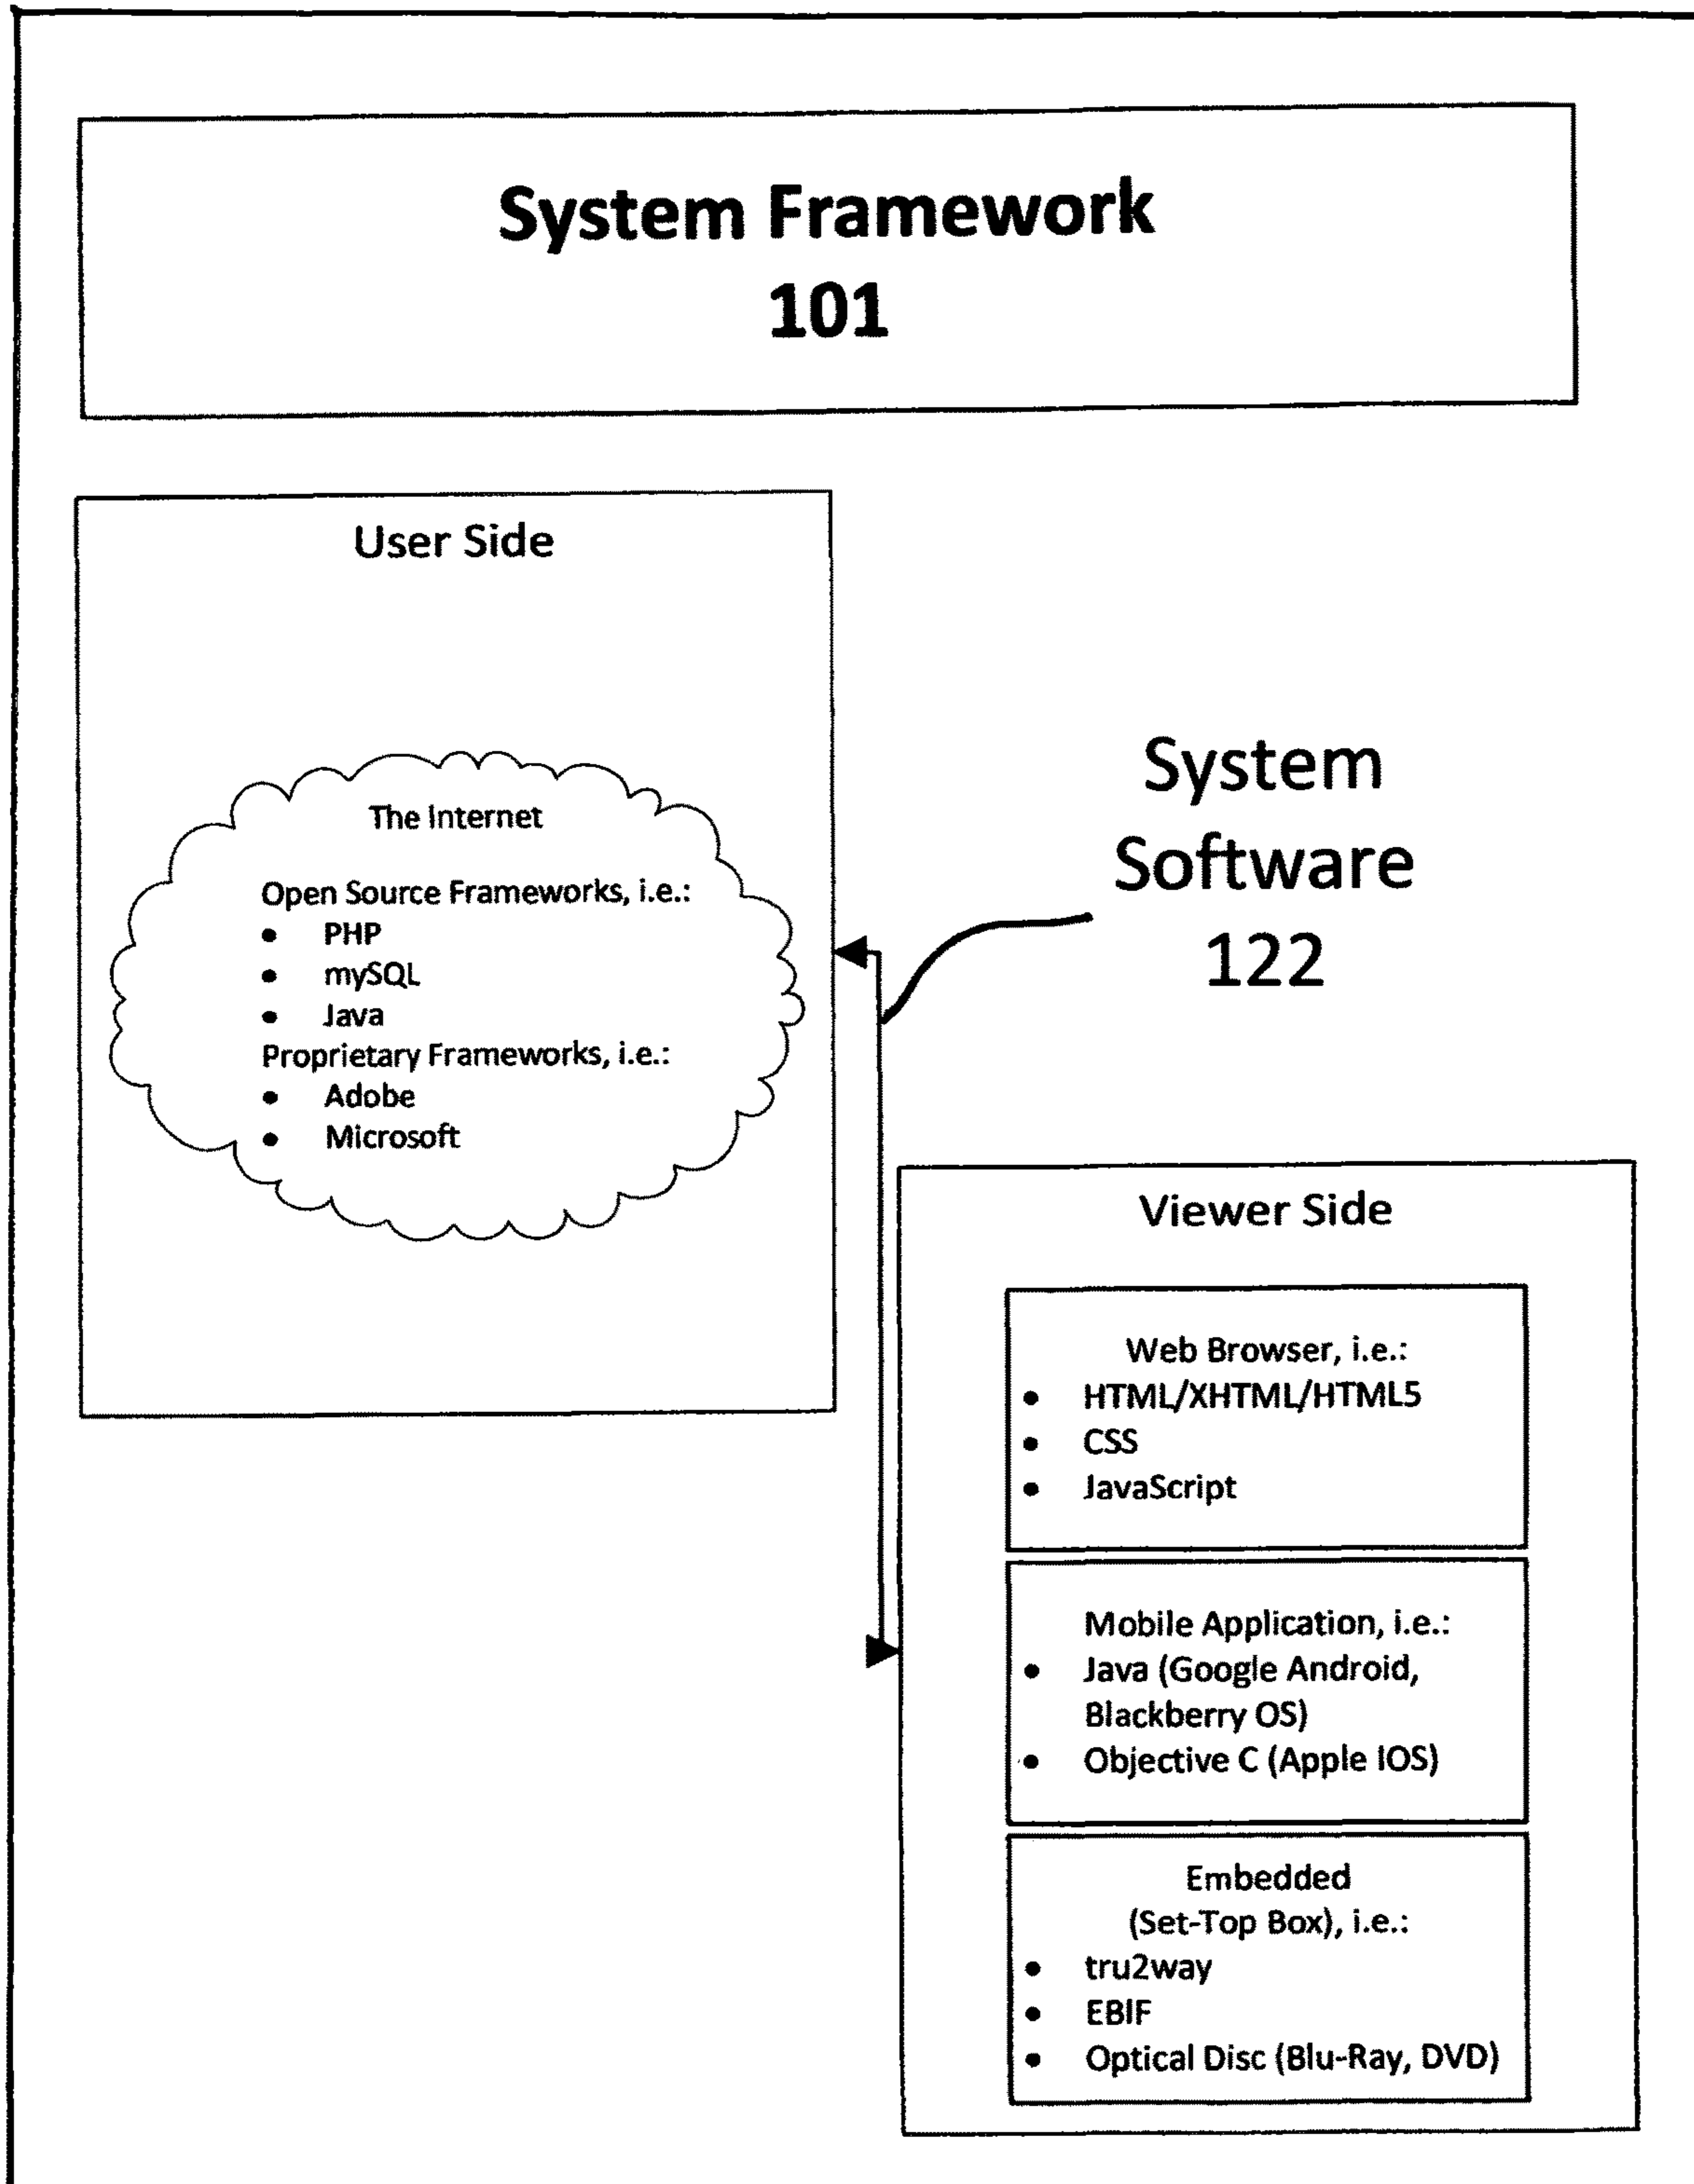 System Framework
101
User Side
The Internet
Open Source Frameworks, i.e.:
• PHP
• mySQL
• Java
Proprietary Frameworks, i.e.:
• Adobe
• Microsoft
System
Software
122
Viewer Side
Web Browser, i.e.:
• HTML/XHTML/HTML5
• CSS
• JavaScript
Mobile Application, i.e.:
• Java (Google Android,
Blackberry OS)
• Objective C (Apple IOS)
Embedded
(Set-Top Box), i.e.:
• tru2way
• EBIF
• Optical Disc (Blu-Ray, DVD)